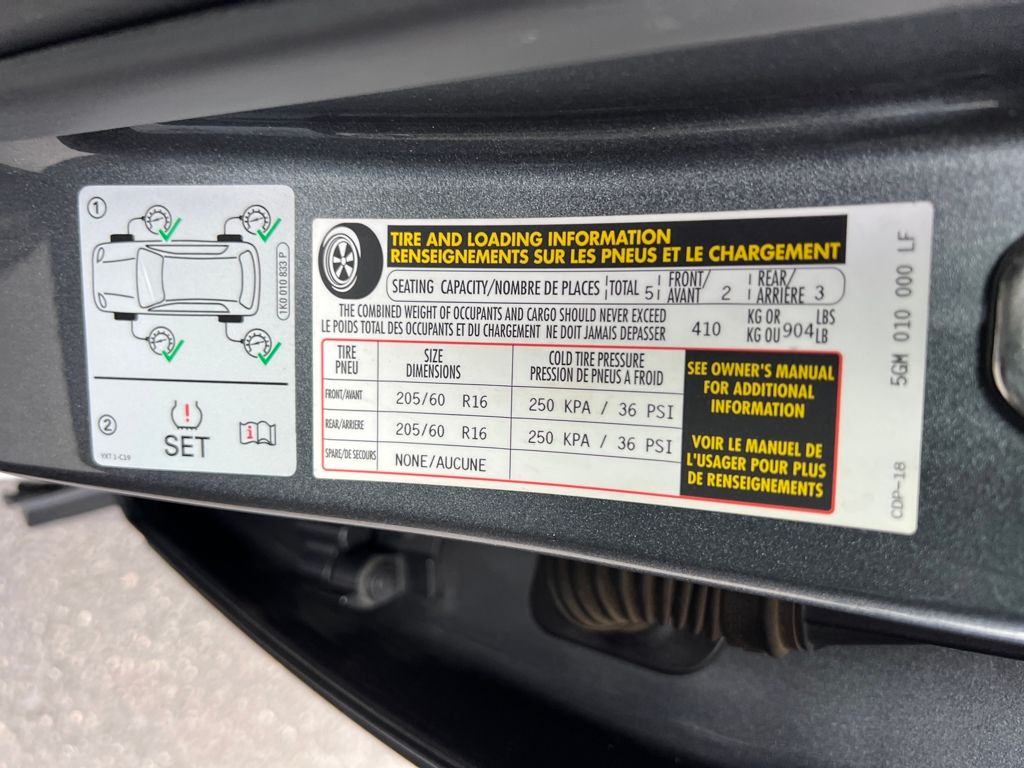 1
1K0 010 833 P
2
SET
i
YXT 1-C19
TIRE AND LOADING INFORMATION
RENSEIGNEMENTS SUR LES PNEUS ET LE CHARGEMENT
SEATING CAPACITY/NOMBRE DE PLACES TOTAL 5 FRONT/AVANT 2 REAR/ARRIÈRE 3
THE COMBINED WEIGHT OF OCCUPANTS AND CARGO SHOULD NEVER EXCEED
LE POIDS TOTAL DES OCCUPANTS ET DU CHARGEMENT NE DOIT JAMAIS DEPASSER
410 KG OR KG OU 904 LBS LB
TIRE PNEU SIZE DIMENSIONS COLD TIRE PRESSURE PRESSION DE PNEUS A FROID
FRONT/AVANT 205/60 R16 250 KPA / 36 PSI
REAR/ARRIERE 205/60 R16 250 KPA / 36 PSI
SPARE/DE SECOURS NONE/AUCUNE
SEE OWNER'S MANUAL
FOR ADDITIONAL
INFORMATION
VOIR LE MANUEL DE
L'USAGER POUR PLUS
DE RENSEIGNEMENTS
5GM 010 000 LF
CDP-18